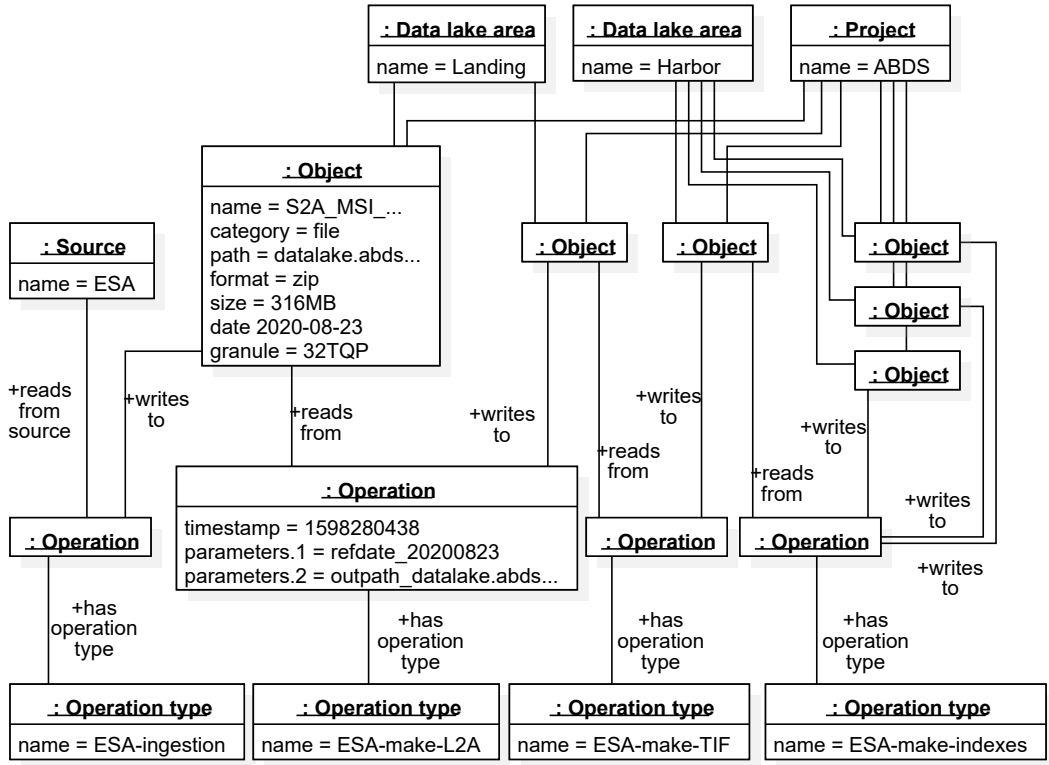 : Data lake area
name = Landing
: Data lake area
name = Harbor
: Project
name = ABDS
: Object
name = S2A_MSI_...
category = file
path = datalake.abds...
format = zip
size = 316MB
date 2020-08-23
granule = 32TQP
: Source
name = ESA
: Object
: Object
: Object
: Object
: Object
+reads
from
source
+writes
to
+reads
from
+writes
to
+reads
from
+writes
to
+reads
from
+writes
to
+writes
to
+writes
to
: Operation
: Operation
timestamp = 1598280438
parameters.1 = refdate_20200823
parameters.2 = outpath_datalake.abds...
: Operation
: Operation
+has
operation
type
+has
operation
type
+has
operation
type
+has
operation
type
: Operation type
name = ESA-ingestion
: Operation type
name = ESA-make-L2A
: Operation type
name = ESA-make-TIF
: Operation type
name = ESA-make-indexes